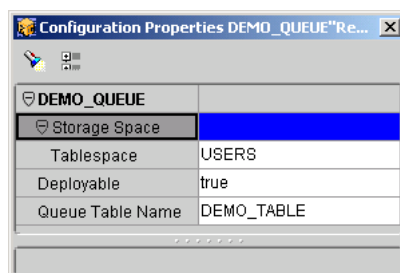 Configuration Properties DEMO_QUEUE"Re...
DEMO_QUEUE
Storage Space
Tablespace USERS
Deployable true
Queue Table Name DEMO_TABLE